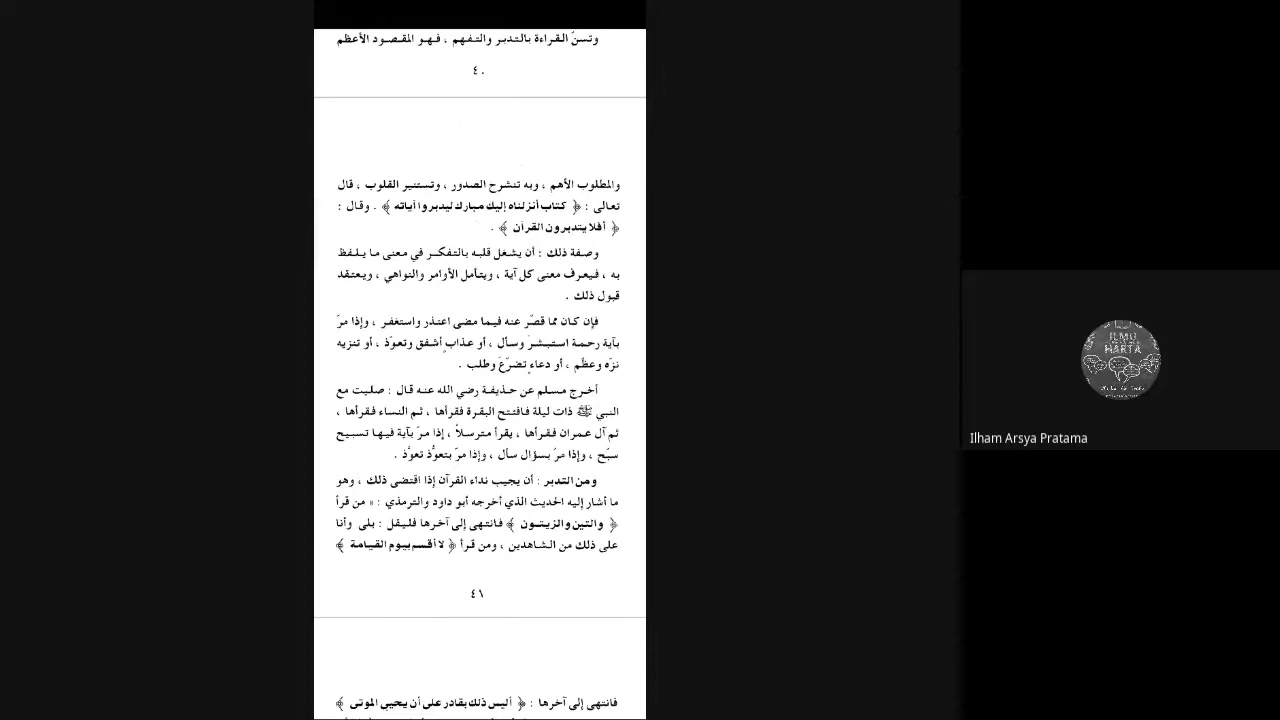 وتسنّ القراءة بالتدبر والتفهم ، فهو المقصود الأعظم
٤٠
والمطلوب الأهم ، وبه تنشرح الصدور ، وتستنير القلوب ، قال
تعالى : ﴿ كتاب أنزلناه إليك مبارك ليدبروا آياته ﴾ . وقال :
﴿ أفلا يتدبرون القرآن ﴾ .
وصفة ذلك : أن يشغل قلبه بالتفكر في معنى ما يلفظ
به ، فيعرف معنى كل آية ، ويتأمل الأوامر والنواهي ، ويعتقد
قبول ذلك .
فإن كان مما قصّر عنه فيما مضى اعتذر واستغفر ، وإذا مرّ
بآية رحمة استبشر وسأل ، أو عذابٍ أشفق وتعوّذ ، أو تنزيه
نزّه وعظّم ، أو دعاءٍ تضرّعَ وطلب .
أخرج مسلم عن حذيفة رضي الله عنه قال : صليت مع
النبي ﷺ ذات ليلة فافتتح البقرة فقرأها ، ثم النساء فقرأها ،
ثم آل عمران فقرأها ، يقرأ مترسلاً ، إذا مرّ بآية فيها تسبيح
سبّح ، وإذا مرّ بسؤال سأل ، وإذا مرّ بتعوُّذ تعوَّذ .
ومن التدبر : أن يجيب نداء القرآن إذا اقتضى ذلك ، وهو
ما أشار إليه الحديث الذي أخرجه أبو داود والترمذي : « من قرأ
﴿ والتين والزيتون ﴾ فانتهى إلى آخرها فليقل : بلى وأنا
على ذلك من الشاهدين ، ومن قرأ ﴿ لا أقسم بيوم القيامة ﴾
٤١
فانتهى إلى آخرها : ﴿ أليس ذلك بقادر على أن يحيي الموتى ﴾
ILMU
HARTA
Ilham Arsya Pratama